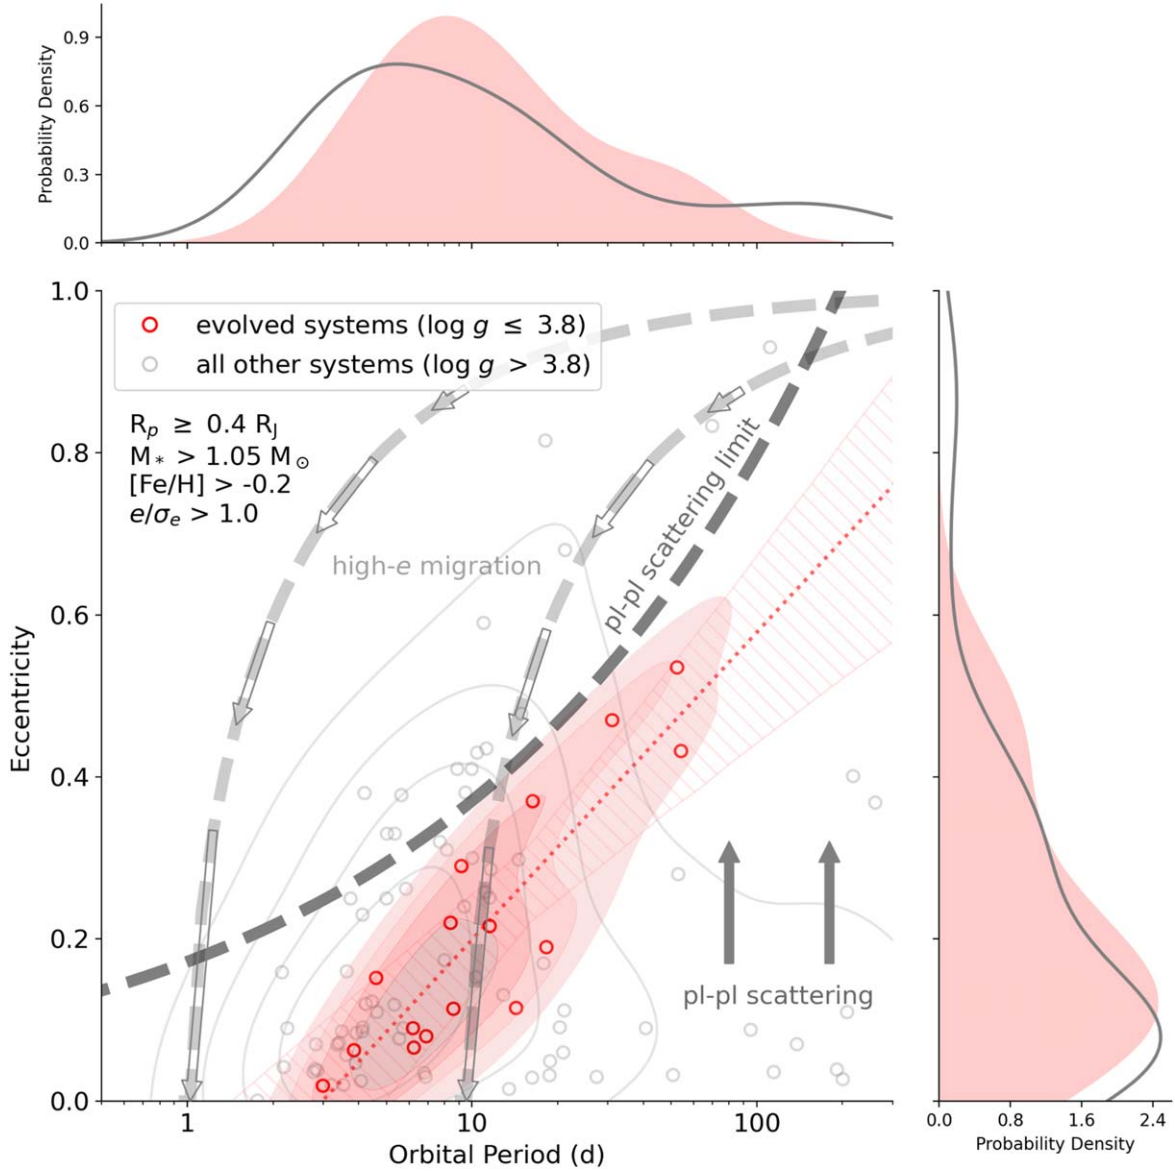 Probability Density
0.9
0.6
0.3
0.0
1.0
0.8
0.6
0.4
0.2
0.0
Eccentricity
evolved systems (log g ≤ 3.8)
all other systems (log g > 3.8)
Rₚ ≥ 0.4 R_J
M_* > 1.05 M_⊙
[Fe/H] > -0.2
e/σₑ > 1.0
high-e migration
pl-pl scattering limit
pl-pl scattering
1 10 100
Orbital Period (d)
0.0 0.8 1.6 2.4
Probability Density